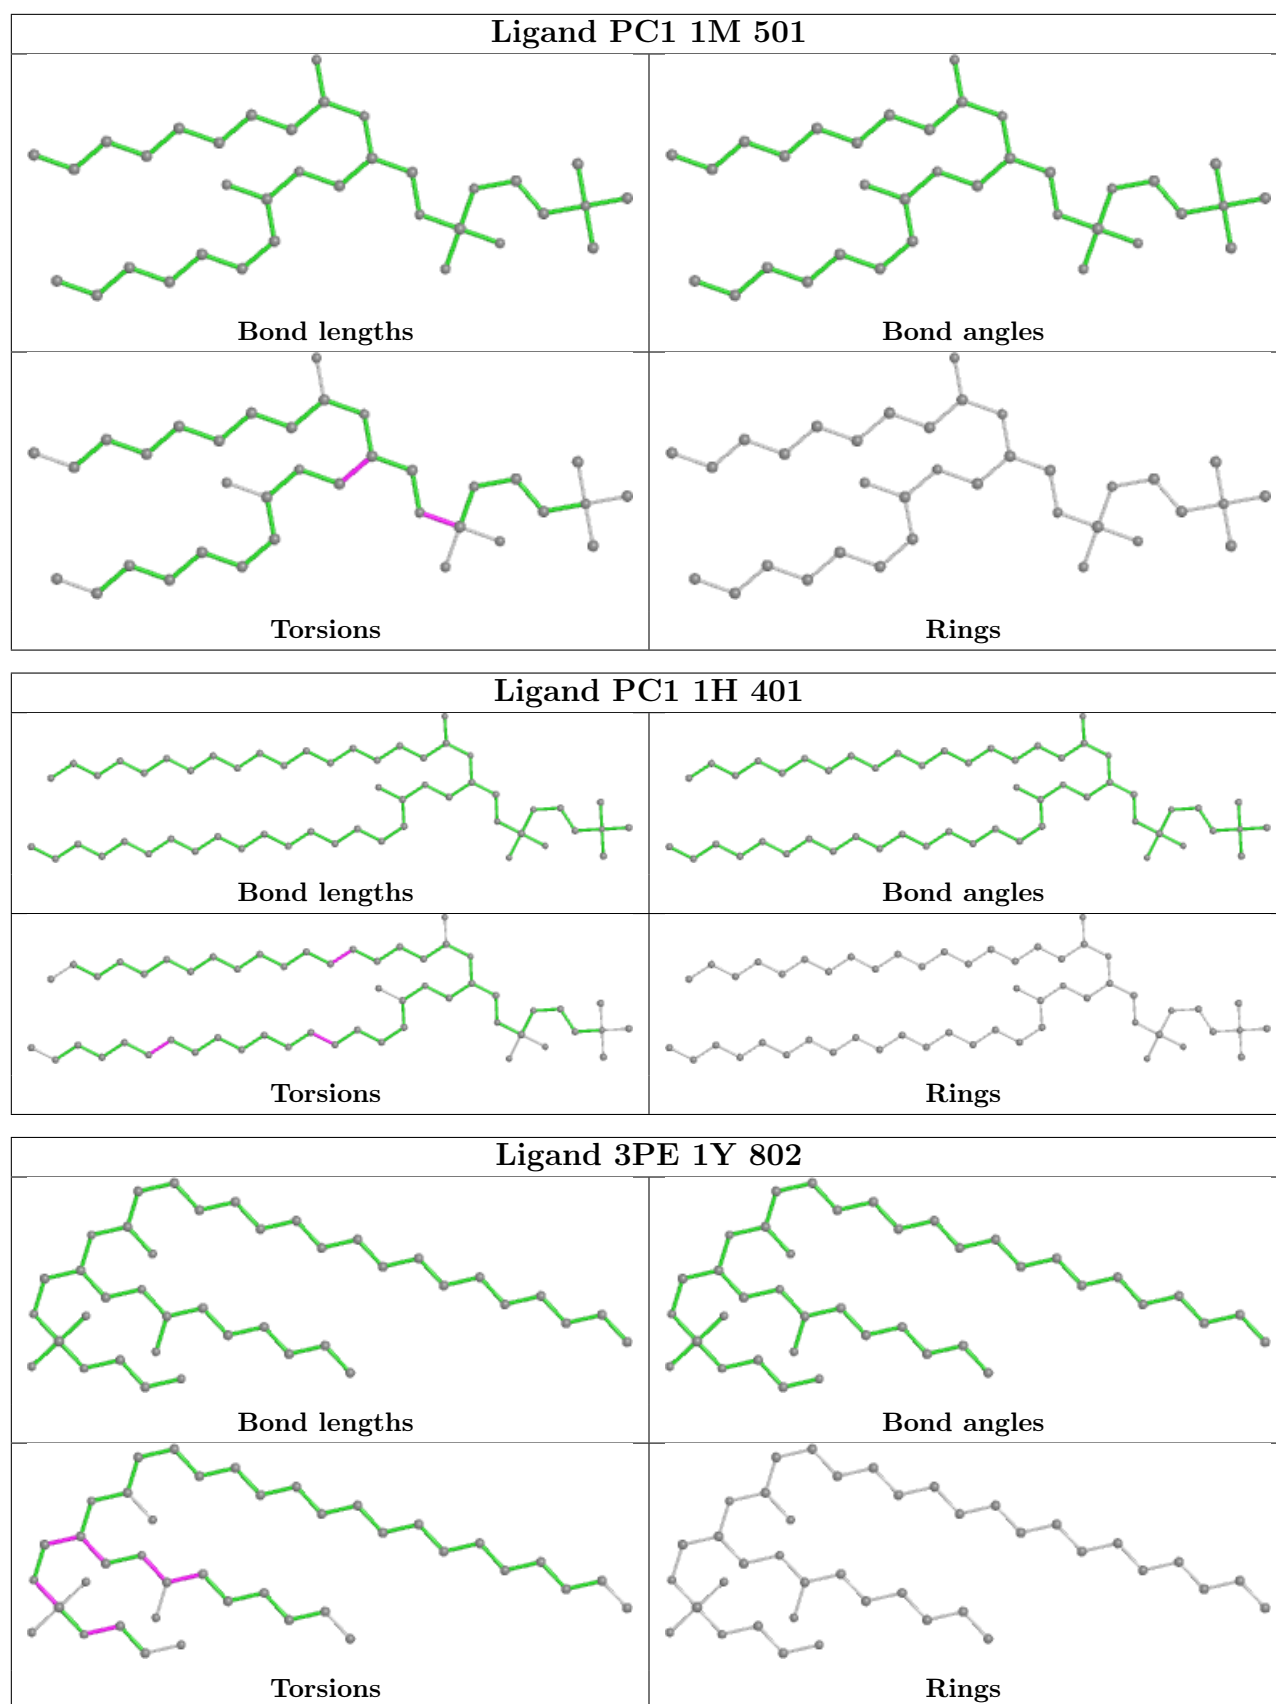 Ligand PC1 1M 501
Bond lengths
Bond angles
Torsions
Rings
Ligand PC1 1H 401
Bond lengths
Bond angles
Torsions
Rings
Ligand 3PE 1Y 802
Bond lengths
Bond angles
Torsions
Rings